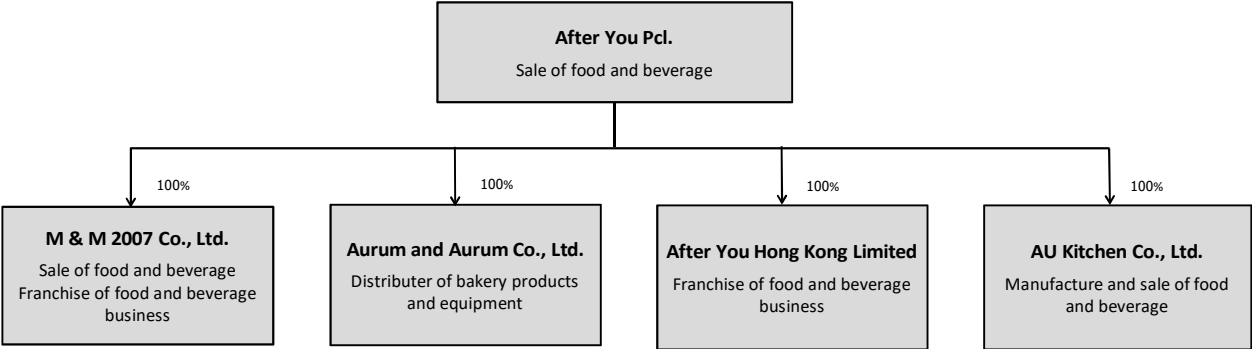 After You Pcl.
Sale of food and beverage
100%
100%
100%
100%
M & M 2007 Co., Ltd.
Sale of food and beverage
Franchise of food and beverage
business
Aurum and Aurum Co., Ltd.
Distributer of bakery products
and equipment
After You Hong Kong Limited
Franchise of food and beverage
business
AU Kitchen Co., Ltd.
Manufacture and sale of food
and beverage